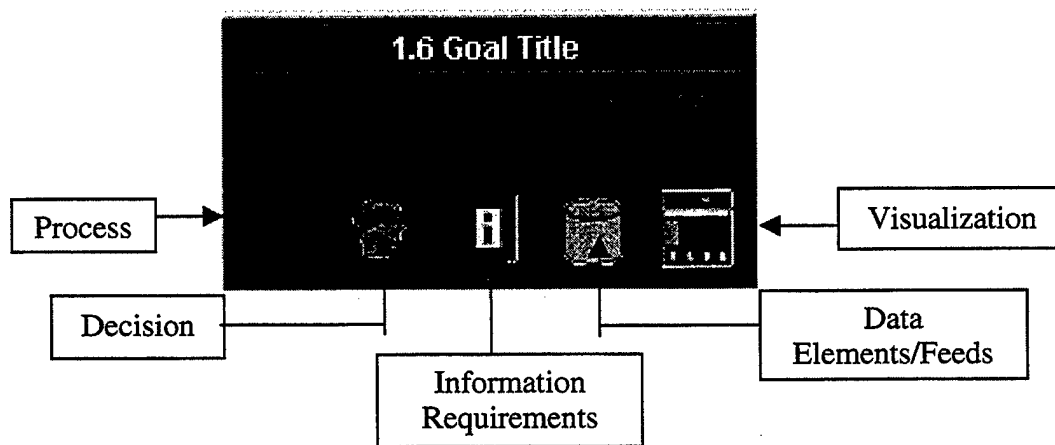 1.6 Goal Title
i
Process
Visualization
Decision
Data
Elements/Feeds
Information
Requirements